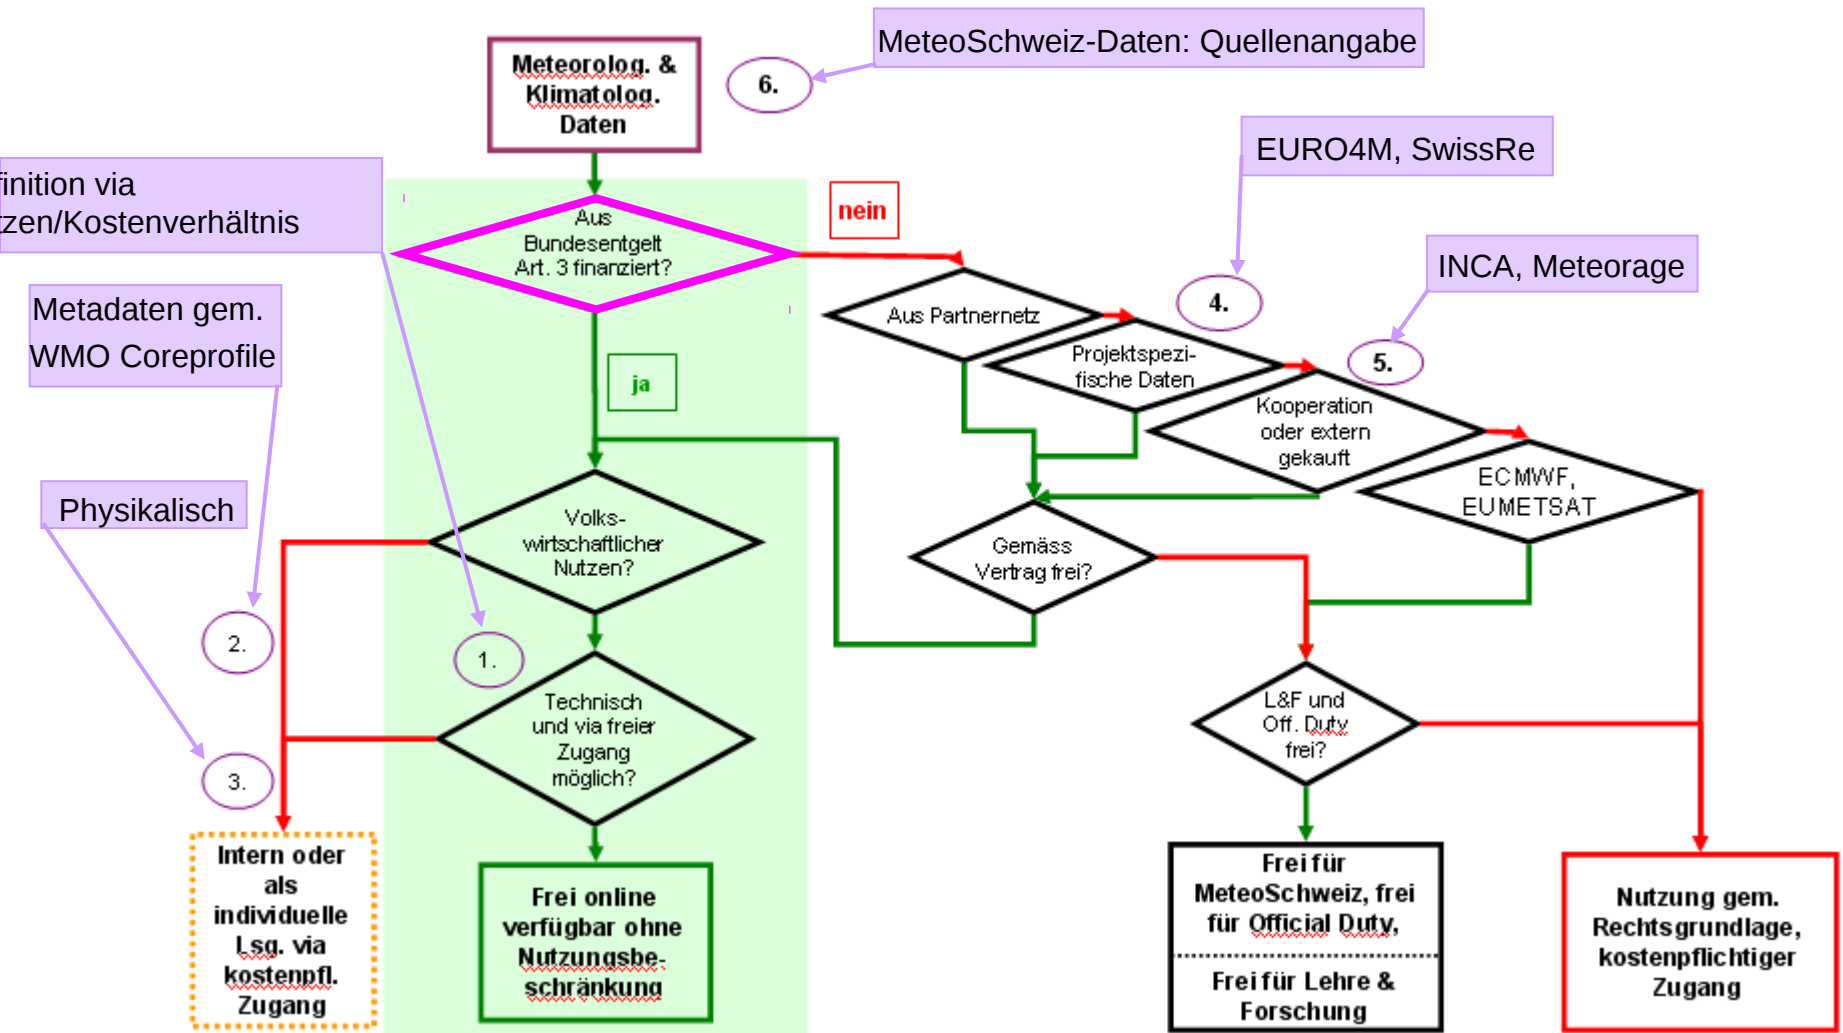 MeteoSchweiz-Daten: Quellenangabe
Meteorolog. &
Klimatolog.
Daten
6.
EURO4M, SwissRe
finition via
tzen/Kostenverhältnis
nein
Aus
Bundesentgelt
Art. 3 finanziert?
INCA, Meteorage
Metadaten gem.
WMO Coreprofile
4.
Aus Partnernetz
5.
Projektspezi-
fische Daten
ja
Kooperation
oder extern
gekauft
ECMWF,
EUMETSAT
Physikalisch
Volks-
wirtschaftlicher
Nutzen?
Gemäss
Vertrag frei?
2.
1.
Technisch
und via freier
Zugang
möglich?
L&F und
Off. Duty
frei?
3.
Intern oder
als
individuelle
Lsg. via
kostenpfl.
Zugang
Frei online
verfügbar ohne
Nutzungsbe-
schränkung
Frei für
MeteoSchweiz, frei
für Official Duty,
Frei für Lehre &
Forschung
Nutzung gem.
Rechtsgrundlage,
kostenpflichtiger
Zugang